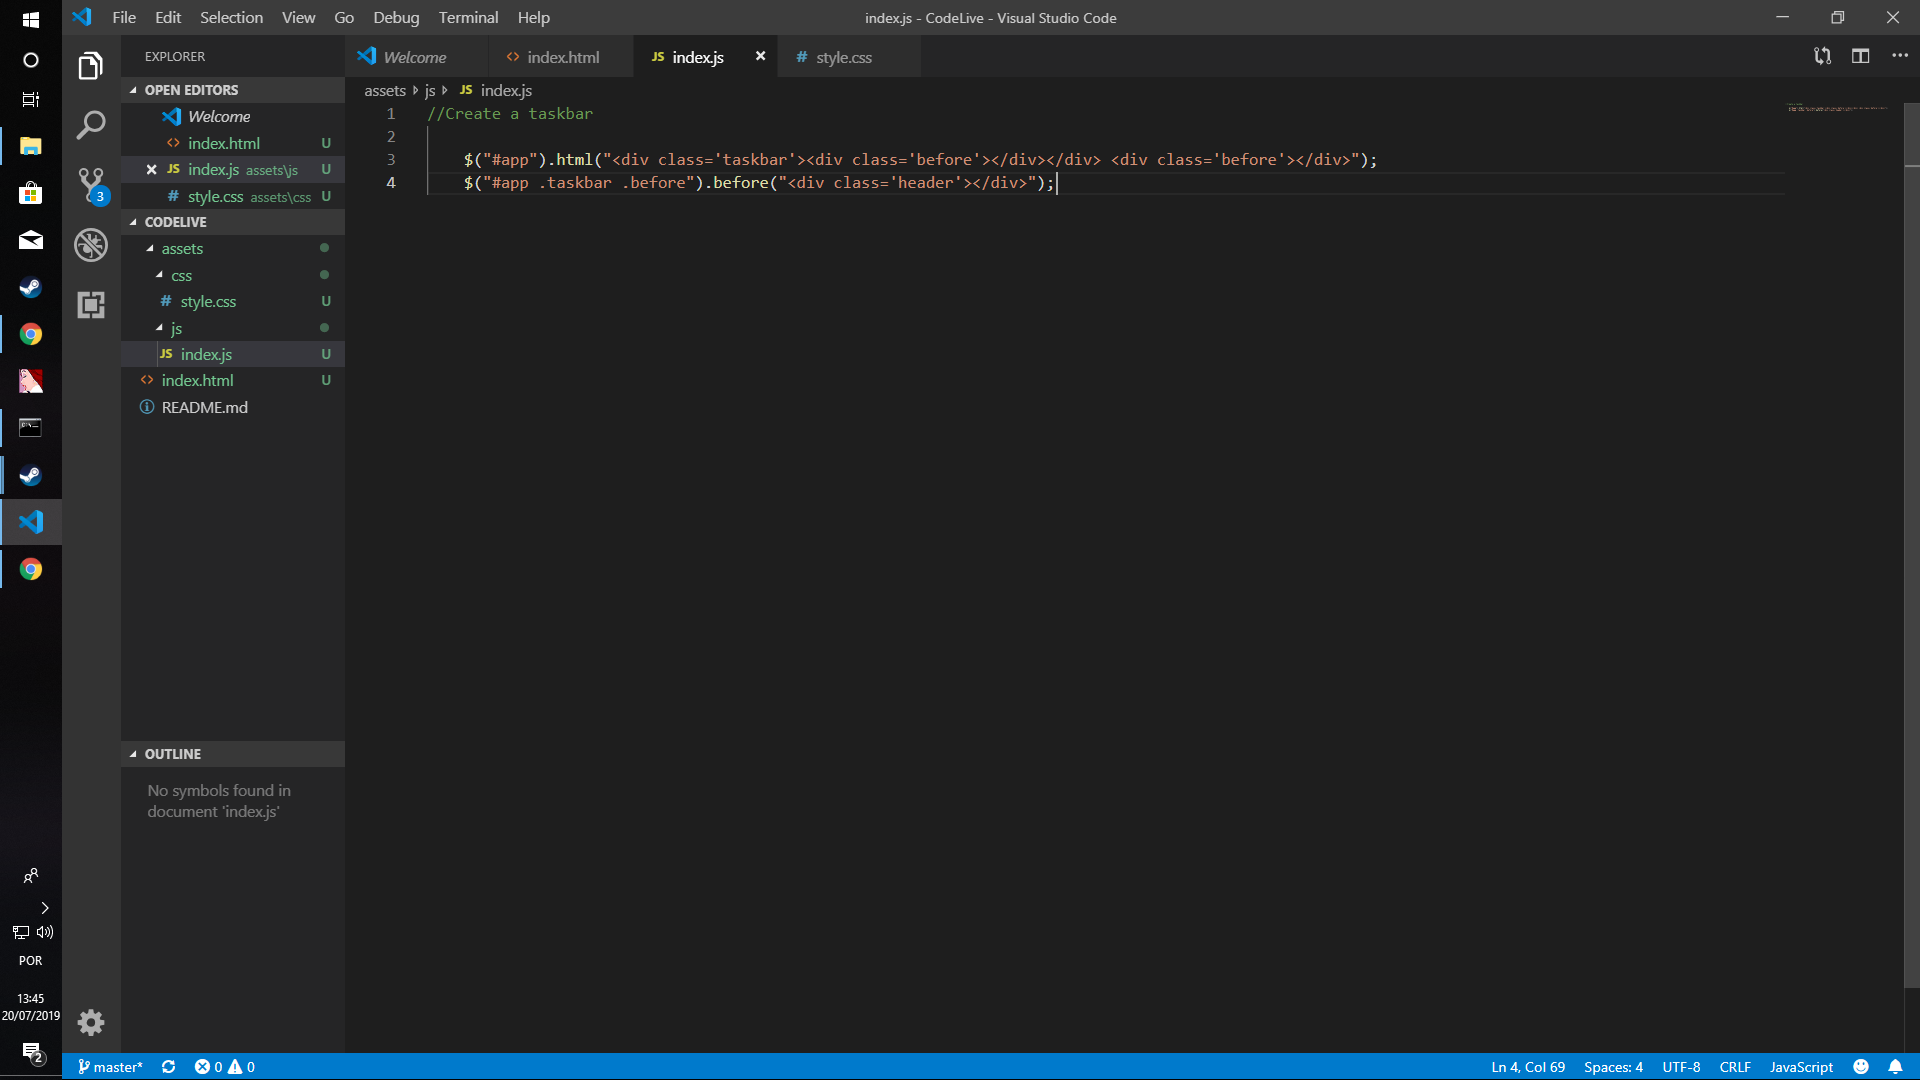 File Edit Selection View Go Debug Terminal Help
index.js - CodeLive - Visual Studio Code
EXPLORER
OPEN EDITORS
Welcome
index.html U
index.js assets\js U
style.css assets\css U
CODELIVE
assets
css
style.css U
js
index.js U
index.html U
README.md
OUTLINE
No symbols found in
document 'index.js'
3
Welcome
index.html
index.js
style.css
assets js JS index.js
1 //Create a taskbar
2
3 $("#app").html("<div class='taskbar'><div class='before'></div></div> <div class='before'></div>");
4 $("#app .taskbar .before").before("<div class='header'></div>");
POR
13:45
20/07/2019
2
master* 0 0
Ln 4, Col 69 Spaces: 4 UTF-8 CRLF JavaScript